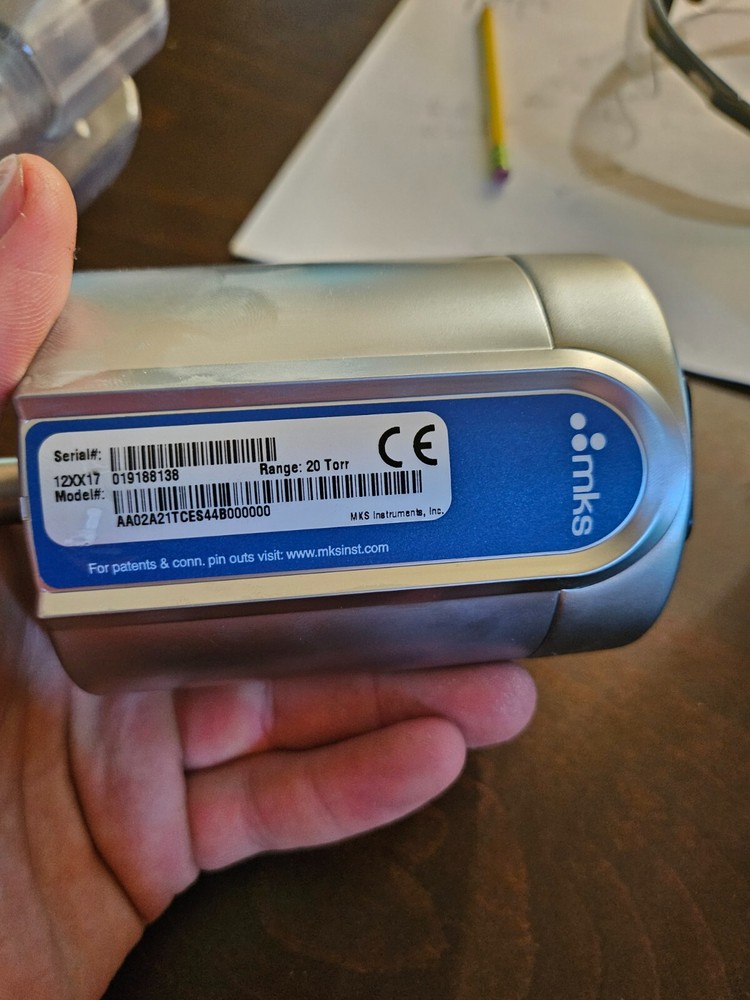 Serial#:
12XX17 019188138
Range: 20 Torr
CE
Model#:
AA02A21TCES44B000000
MKS Instruments, Inc.
For patents & conn. pin outs visit: www.mksinst.com
mks